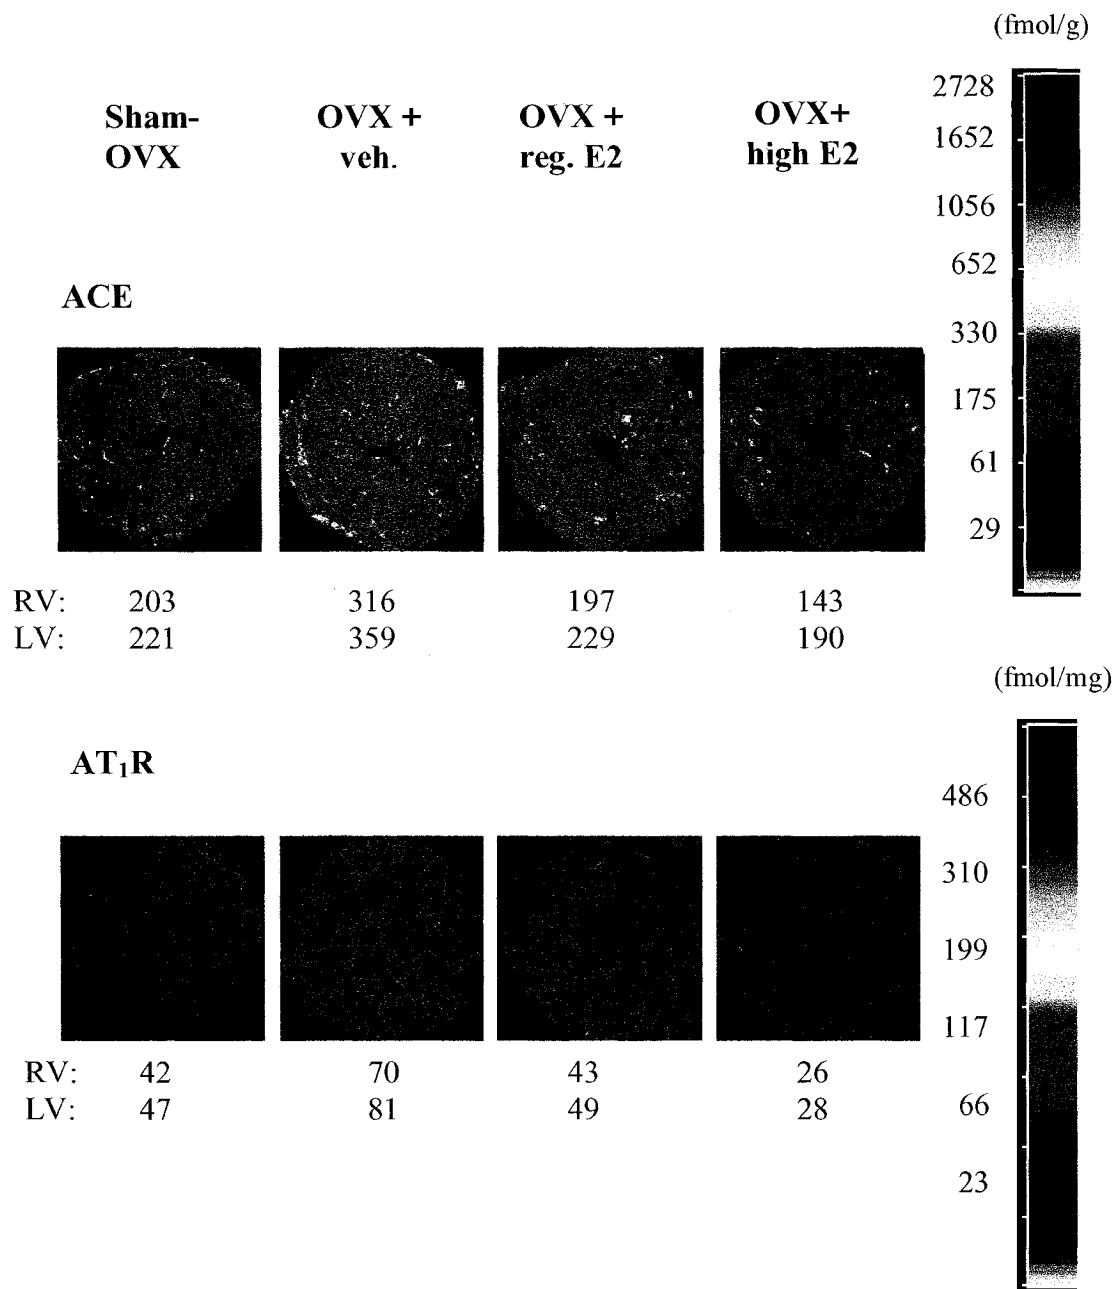 (fmol/g)
Sham-OVX
OVX + veh.
OVX + reg. E2
OVX+ high E2
2728
1652
1056
652
330
175
61
29
ACE
RV: 203 316 197 143
LV: 221 359 229 190
(fmol/mg)
AT₁R
486
310
199
117
66
23
RV: 42 70 43 26
LV: 47 81 49 28